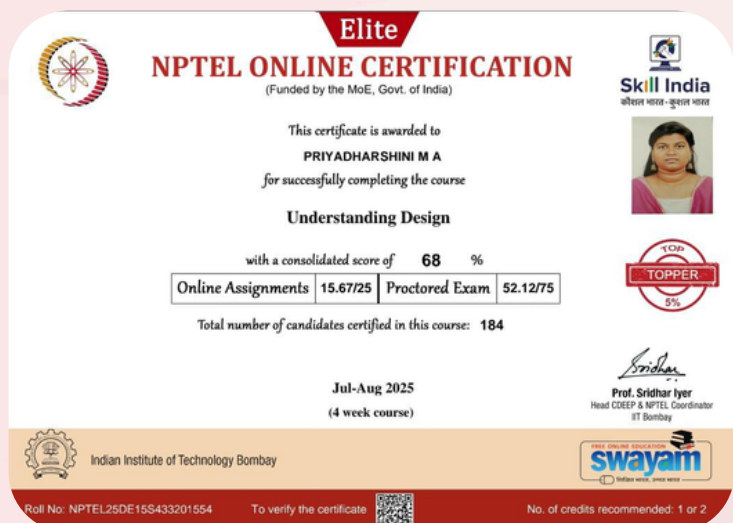 Elite
NPTEL ONLINE CERTIFICATION
(Funded by the MoE, Govt. of India)
Skill India
कौशल भारत - कुशल भारत
This certificate is awarded to
PRIYADHARSHINI M A
for successfully completing the course
Understanding Design
with a consolidated score of 68 %
Online Assignments 15.67/25 Proctored Exam 52.12/75
TOP
TOPPER
5%
Total number of candidates certified in this course: 184
Sridhar
Jul-Aug 2025
(4 week course)
Prof. Sridhar Iyer
Head CDEEP & NPTEL Coordinator
IIT Bombay
Indian Institute of Technology Bombay
FREE ONLINE EDUCATION
swayam
शिक्षित भारत, उन्नत भारत
Roll No: NPTEL25DE15S433201554 To verify the certificate No. of credits recommended: 1 or 2